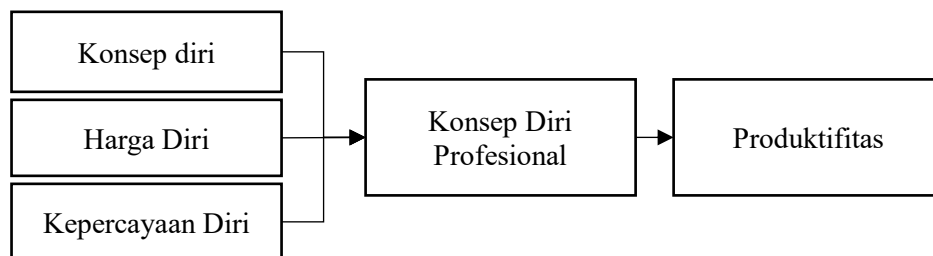 Konsep diri
Harga Diri
Kepercayaan Diri
Konsep Diri
Profesional
Produktifitas